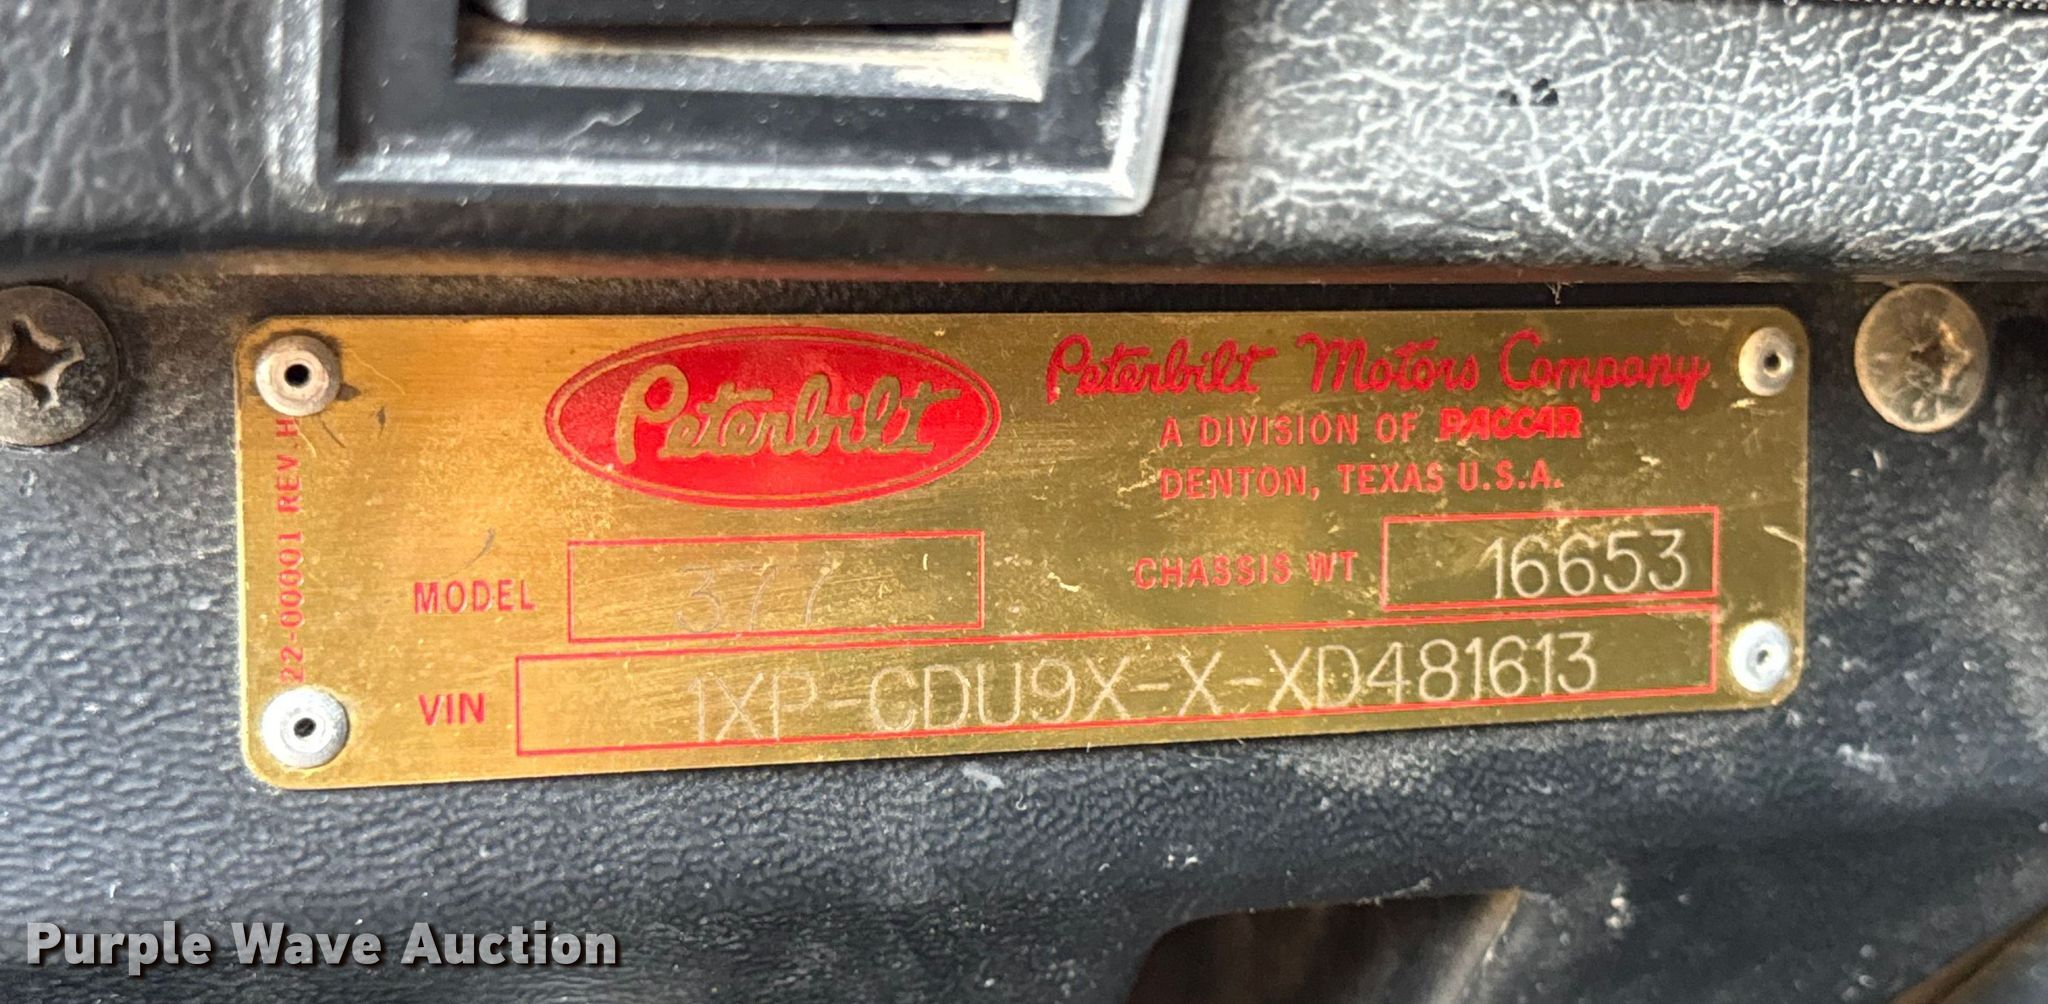 Peterbilt
Peterbilt Motors Company
A DIVISION OF PACCAR
DENTON, TEXAS U.S.A.
22-00001 REV H
MODEL 377
CHASSIS WT 16653
VIN 1XP-CDU9X-X-XD481613
Purple Wave Auction